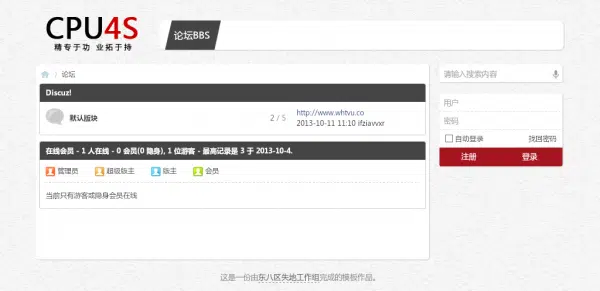 CPU4S
精专于功 业拓于持
论坛BBS
论坛
Discuz!
默认版块
2 / 5
http://www.whtvu.co
2013-10-11 11:10 ifziavvxr
在线会员 - 1 人在线 - 0 会员(0 隐身), 1 位游客 - 最高记录是 3 于 2013-10-4.
管理员 超级版主 版主 会员
当前只有游客或隐身会员在线
请输入搜索内容
用户
密码
自动登录 找回密码
注册 登录
这是一份由东八区失地工作组完成的模板作品。